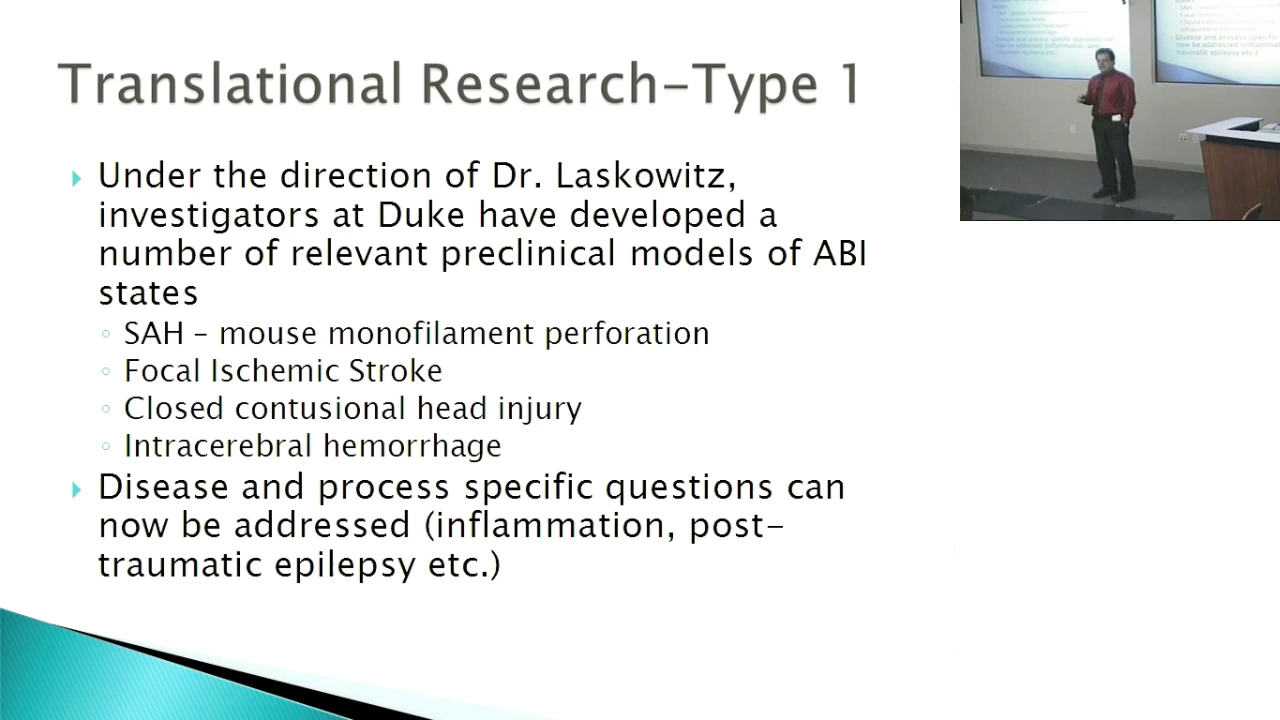 Translational Research-Type 1
Under the direction of Dr. Laskowitz,
investigators at Duke have developed a
number of relevant preclinical models of ABI
states
SAH – mouse monofilament perforation
Focal Ischemic Stroke
Closed contusional head injury
Intracerebral hemorrhage
Disease and process specific questions can
now be addressed (inflammation, post-
traumatic epilepsy etc.)